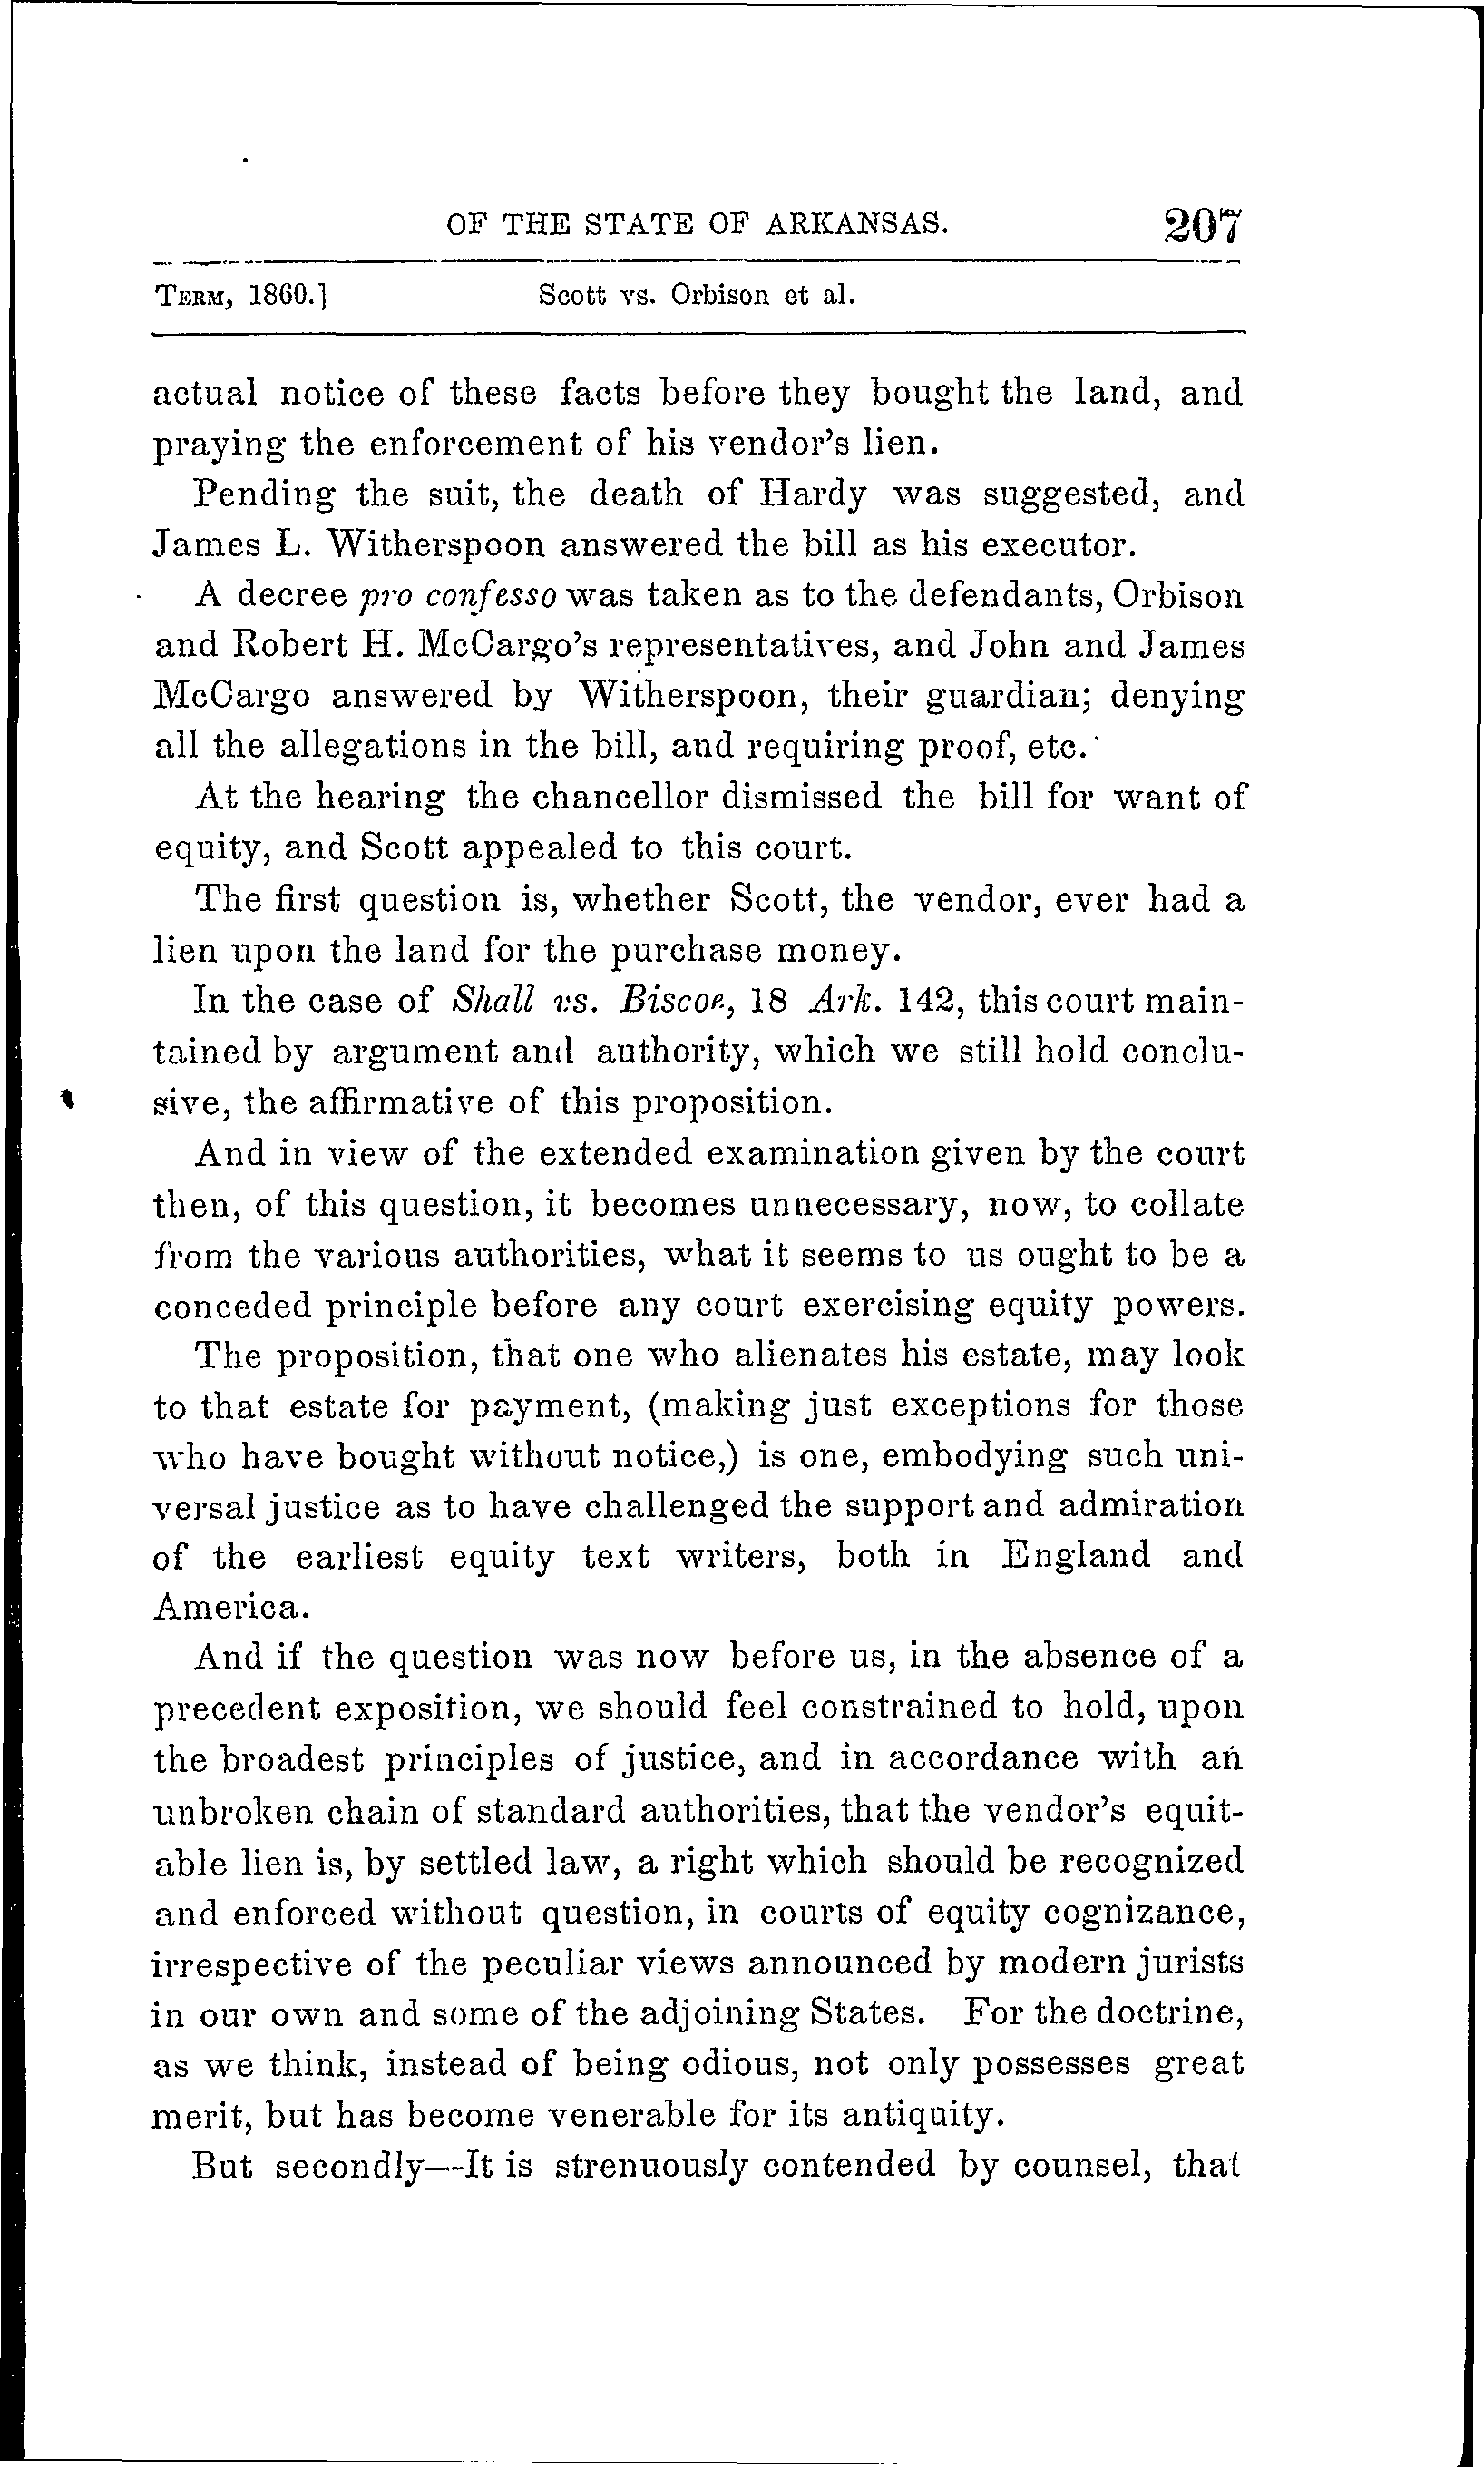 OF THE STATE OF ARKANSAS. 207
TERM, 1860.] Scott vs. Orbison et al.
actual notice of these facts before they bought the land, and
praying the enforcement of his vendor's lien.
Pending the suit, the death of Hardy was suggested, and
James L. Witherspoon answered the bill as his executor.
A decree pro confesso was taken as to the defendants, Orbison
and Robert H. McCargo's representatives, and John and James
McCargo answered by Witherspoon, their guardian; denying
all the allegations in the bill, and requiring proof, etc.
At the hearing the chancellor dismissed the bill for want of
equity, and Scott appealed to this court.
The first question is, whether Scott, the vendor, ever had a
lien upon the land for the purchase money.
In the case of Shall vs. Biscoe, 18 Ark. 142, this court main-
tained by argument and authority, which we still hold conclu-
sive, the affirmative of this proposition.
And in view of the extended examination given by the court
then, of this question, it becomes unnecessary, now, to collate
from the various authorities, what it seems to us ought to be a
conceded principle before any court exercising equity powers.
The proposition, that one who alienates his estate, may look
to that estate for payment, (making just exceptions for those
who have bought without notice,) is one, embodying such uni-
versal justice as to have challenged the support and admiration
of the earliest equity text writers, both in England and
America.
And if the question was now before us, in the absence of a
precedent exposition, we should feel constrained to hold, upon
the broadest principles of justice, and in accordance with an
unbroken chain of standard authorities, that the vendor's equit-
able lien is, by settled law, a right which should be recognized
and enforced without question, in courts of equity cognizance,
irrespective of the peculiar views announced by modern jurists
in our own and some of the adjoining States. For the doctrine,
as we think, instead of being odious, not only possesses great
merit, but has become venerable for its antiquity.
But secondly—It is strenuously contended by counsel, that